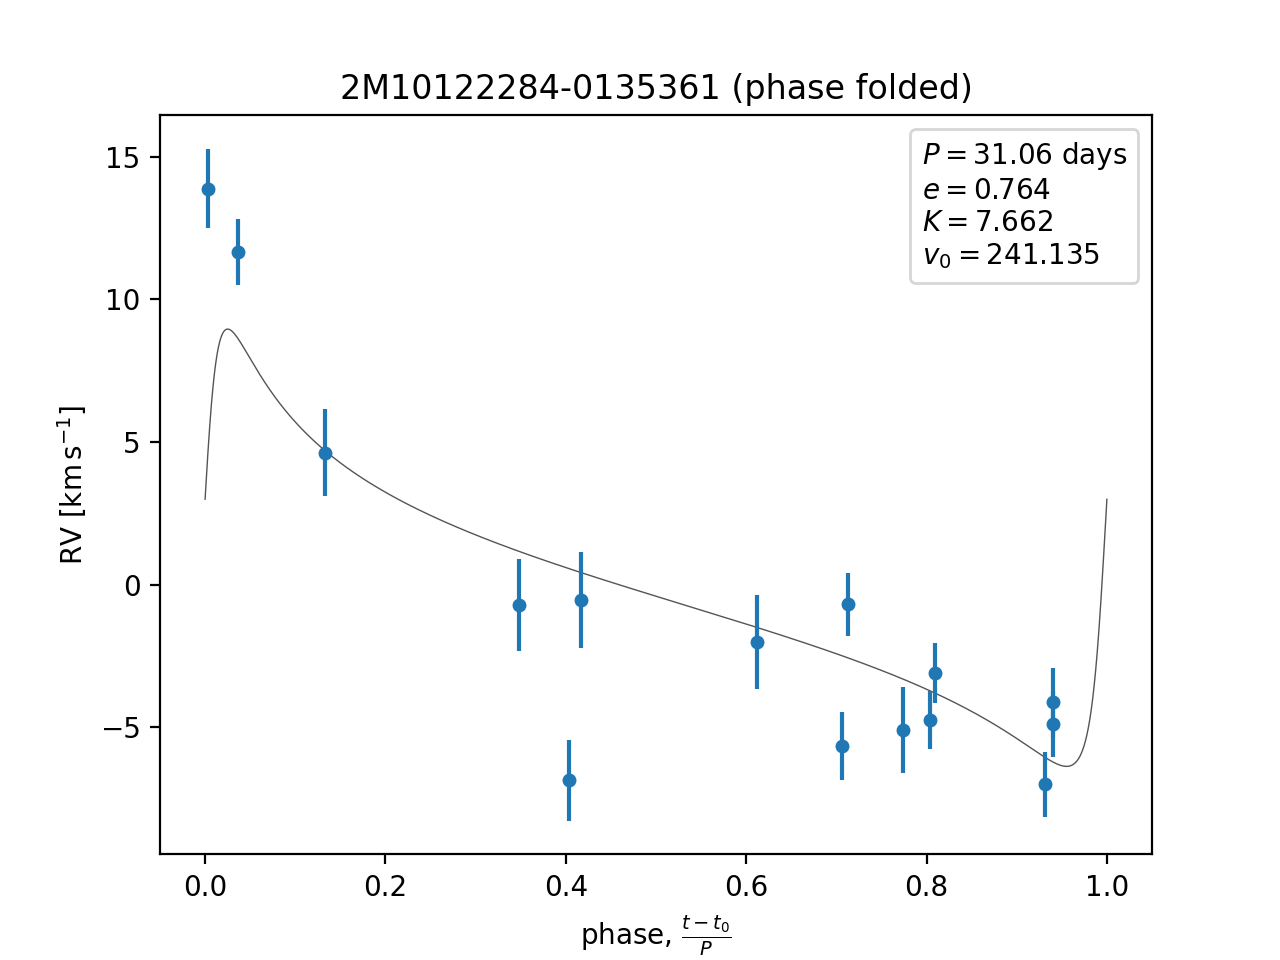 2M10122284-0135361 (phase folded)
P = 31.06 days
e = 0.764
K = 7.662
v₀ = 241.135
RV [km s⁻¹]
15
10
5
0
−5
0.0 0.2 0.4 0.6 0.8 1.0
phase, (t − t₀)/P